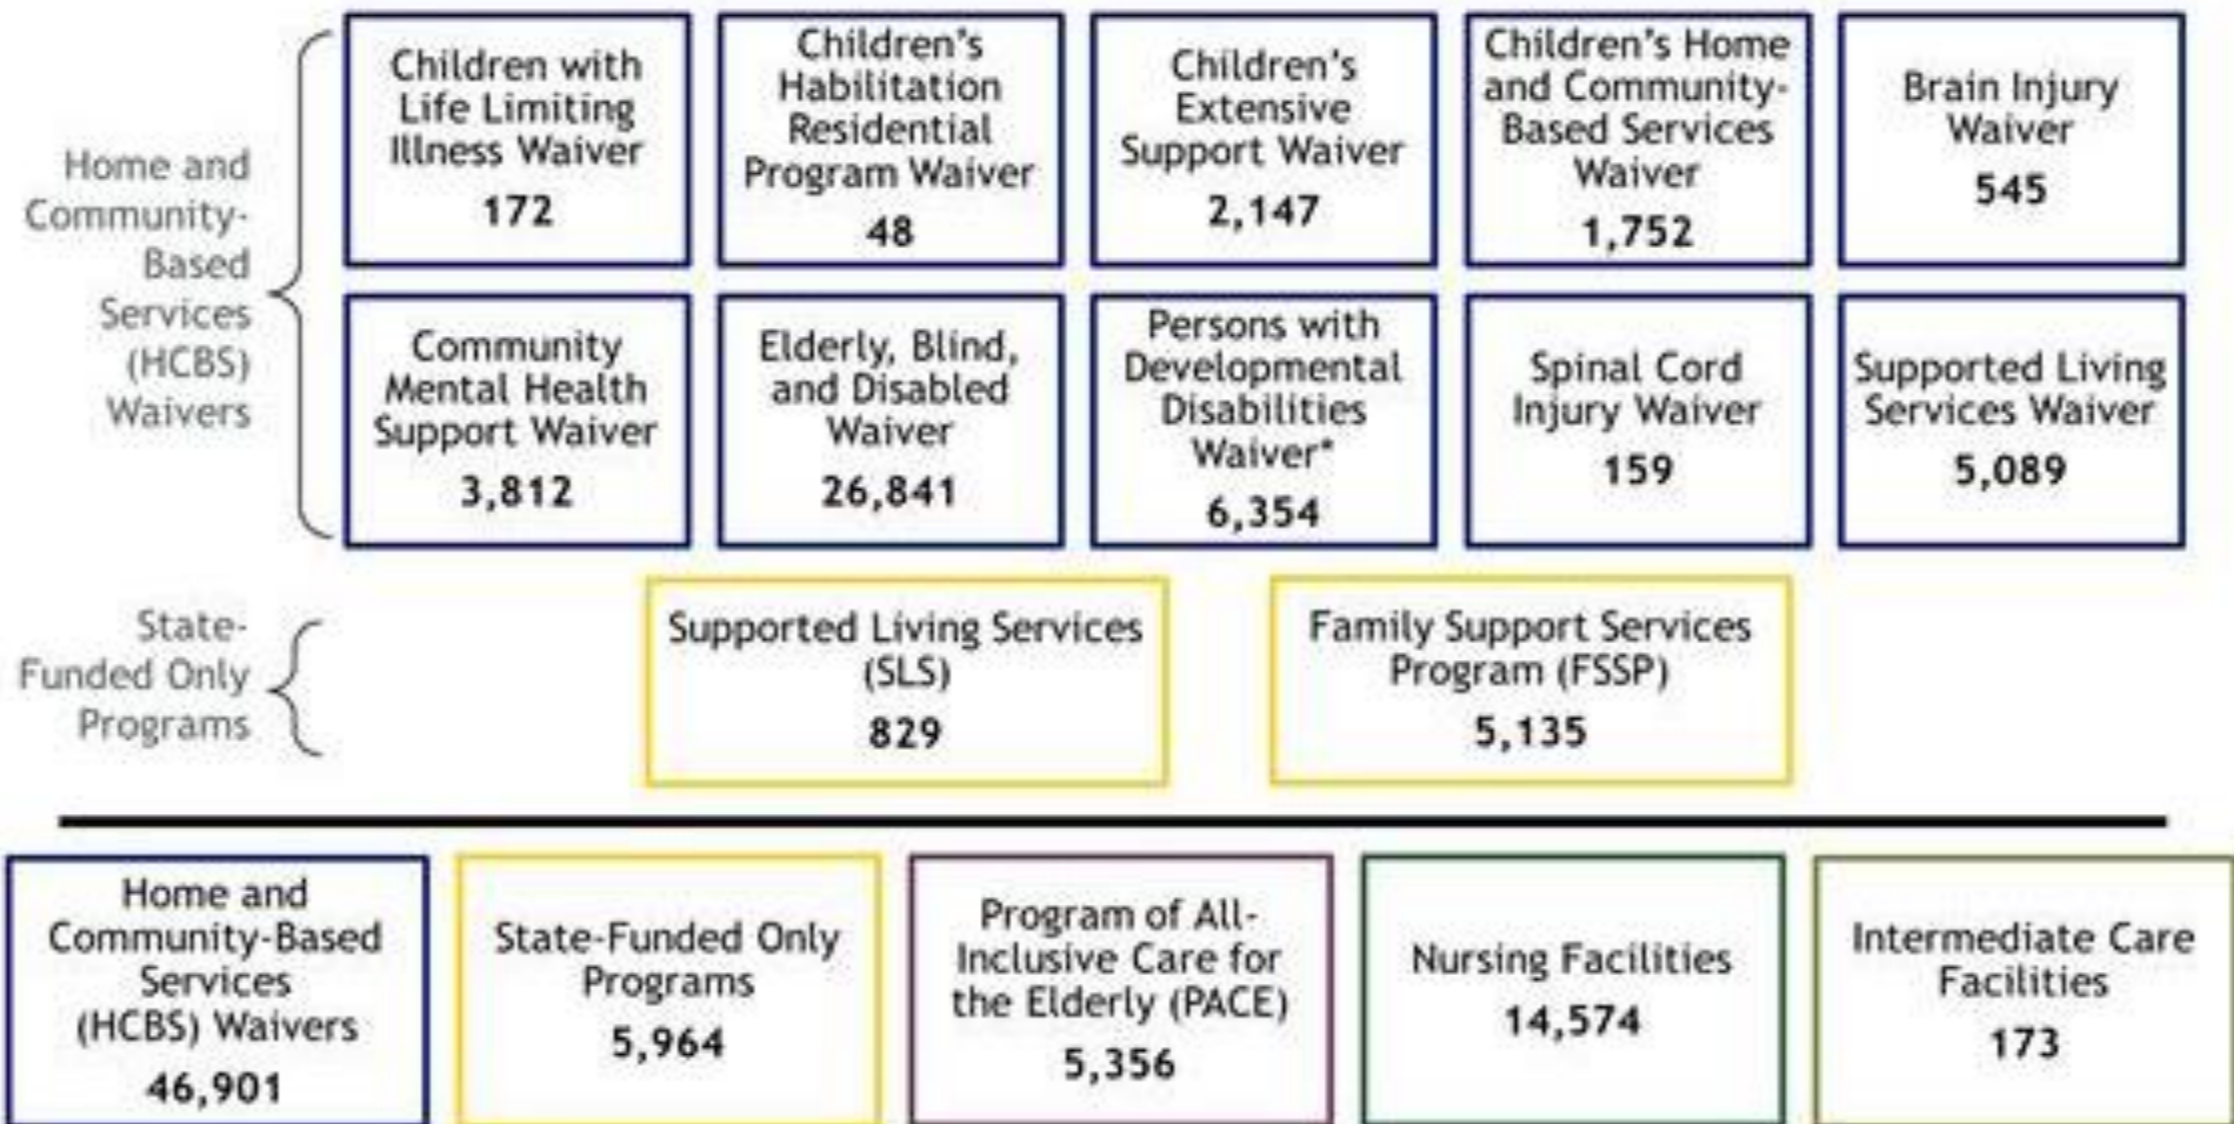 Home and
Community-
Based
Services
(HCBS)
Waivers
Children with
Life Limiting
Illness Waiver
172
Children's
Habilitation
Residential
Program Waiver
48
Children's
Extensive
Support Waiver
2,147
Children's Home
and Community-
Based Services
Waiver
1,752
Brain Injury
Waiver
545
Community
Mental Health
Support Waiver
3,812
Elderly, Blind,
and Disabled
Waiver
26,841
Persons with
Developmental
Disabilities
Waiver*
6,354
Spinal Cord
Injury Waiver
159
Supported Living
Services Waiver
5,089
State-
Funded Only
Programs
Supported Living Services
(SLS)
829
Family Support Services
Program (FSSP)
5,135
Home and
Community-Based
Services
(HCBS) Waivers
46,901
State-Funded Only
Programs
5,964
Program of All-
Inclusive Care for
the Elderly (PACE)
5,356
Nursing Facilities
14,574
Intermediate Care
Facilities
173